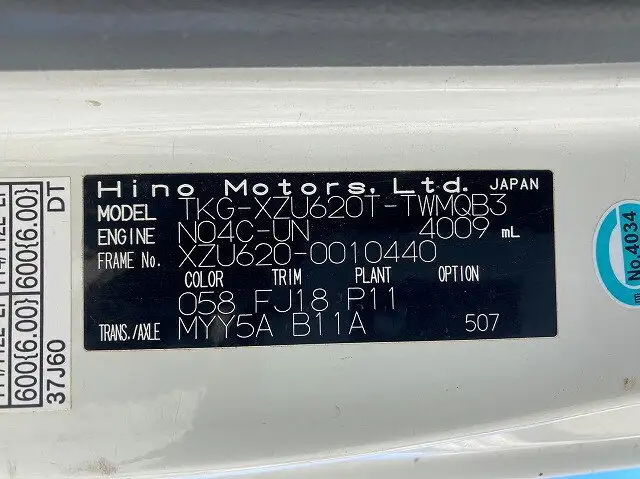 Hino Motors, Ltd. JAPAN
MODEL TKG-XZU620T-TWMQB3
ENGINE N04C-UN 4009 mL
FRAME No. XZU620-0010440
COLOR TRIM PLANT OPTION
058 FJ18 P11
TRANS./AXLE MYY5A B11A 507
600{6.00} 600{6.00}
37J60 DT
No.4034